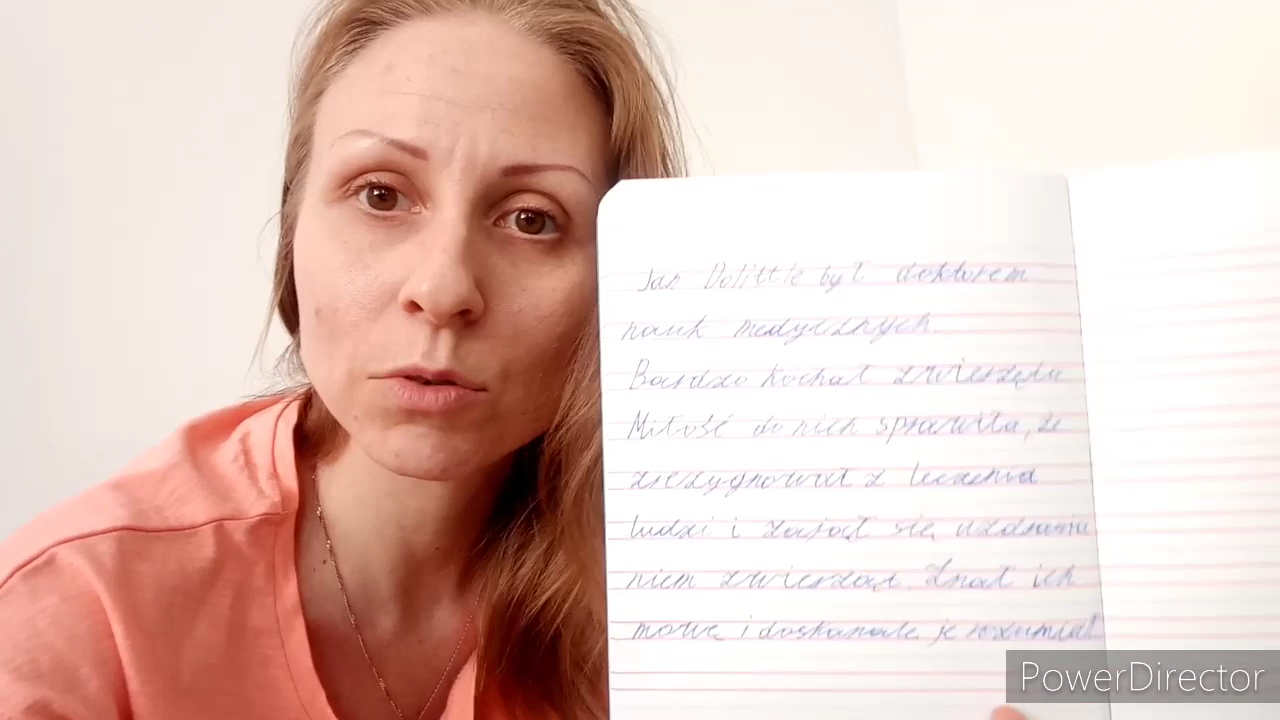 Jan Dolittle był doktorem
nauk medycznych.
Bardzo kochał zwierzęta
Miłość do nich sprawiła, że
zrezygnował z leczenia
ludzi i zajął się uzdrawia
niem zwierząt. Znał ich
mowę i doskonale je rozumiał
PowerDirector